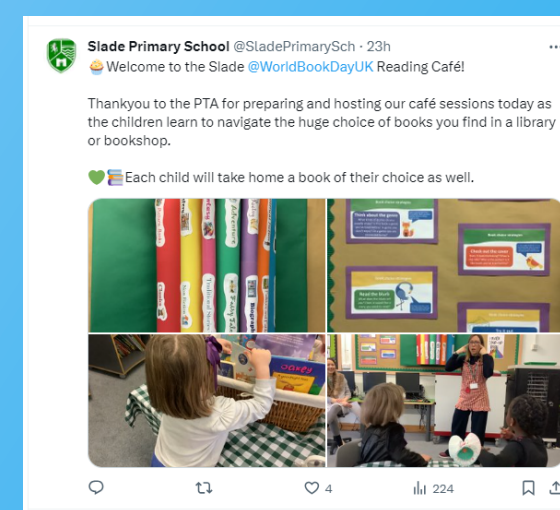 Slade Primary School @SladePrimarySch · 23h
Welcome to the Slade @WorldBookDayUK Reading Café!
Thankyou to the PTA for preparing and hosting our café sessions today as
the children learn to navigate the huge choice of books you find in a library
or bookshop.
Each child will take home a book of their choice as well.
Adventure
Think about the genre
Check out the cover
Read the blurb
4
224